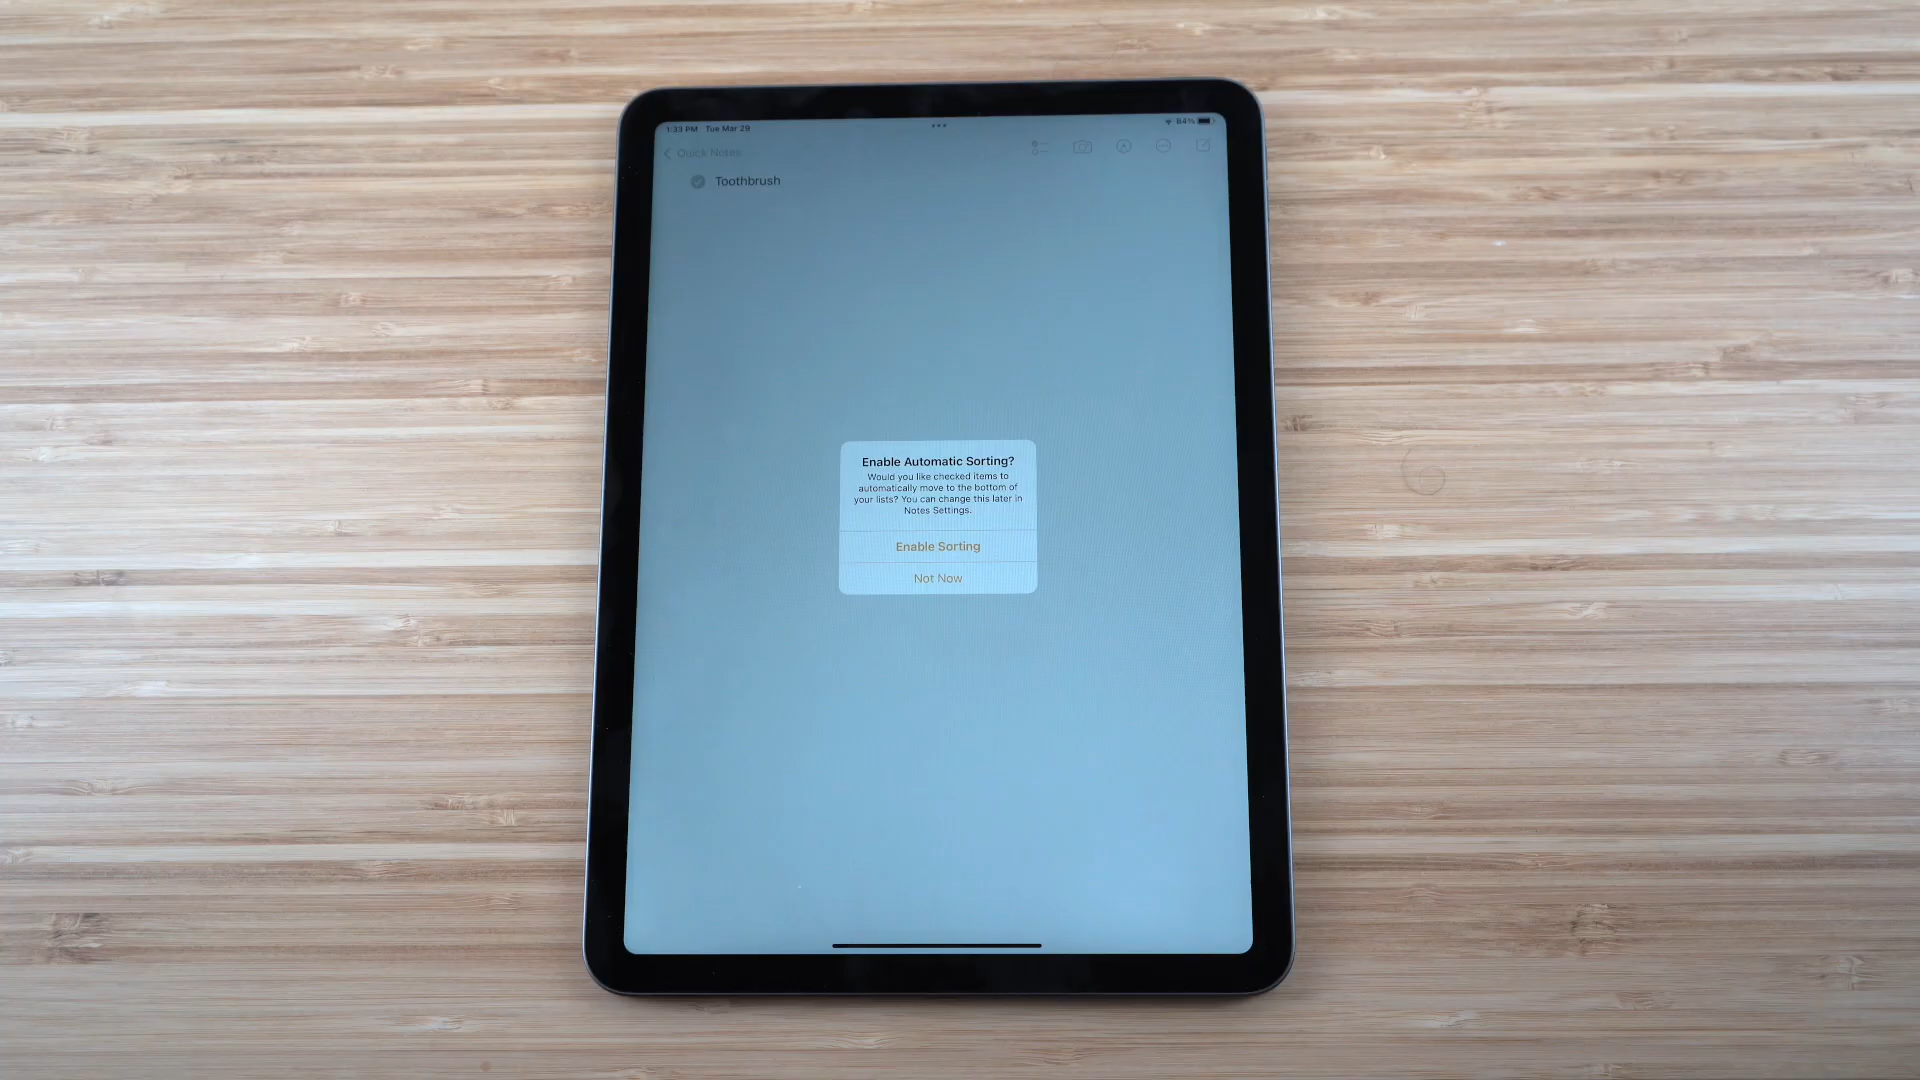 1:33 PM Tue Mar 29
84%
Quick Notes
Toothbrush
Enable Automatic Sorting?
Would you like checked items to
automatically move to the bottom of
your lists? You can change this later in
Notes Settings.
Enable Sorting
Not Now